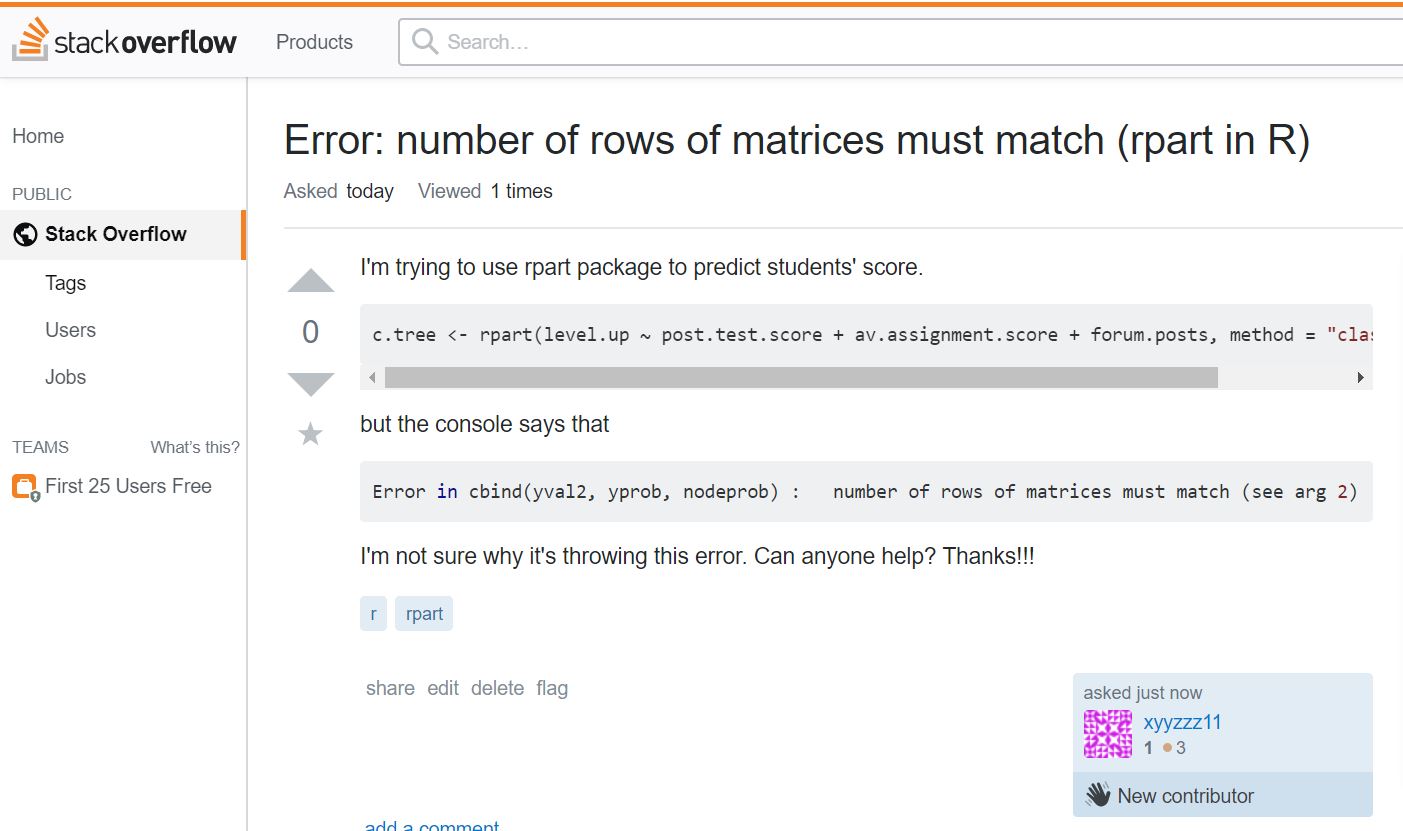 stackoverflow
Products
Search…
Home
PUBLIC
Stack Overflow
Tags
Users
Jobs
TEAMS What's this?
First 25 Users Free
Error: number of rows of matrices must match (rpart in R)
Asked today Viewed 1 times
I'm trying to use rpart package to predict students' score.
0
c.tree <- rpart(level.up ~ post.test.score + av.assignment.score + forum.posts, method = "clas
but the console says that
Error in cbind(yval2, yprob, nodeprob) : number of rows of matrices must match (see arg 2)
I'm not sure why it's throwing this error. Can anyone help? Thanks!!!
r rpart
share edit delete flag
asked just now
xyyzzz11
1 3
New contributor
add a comment